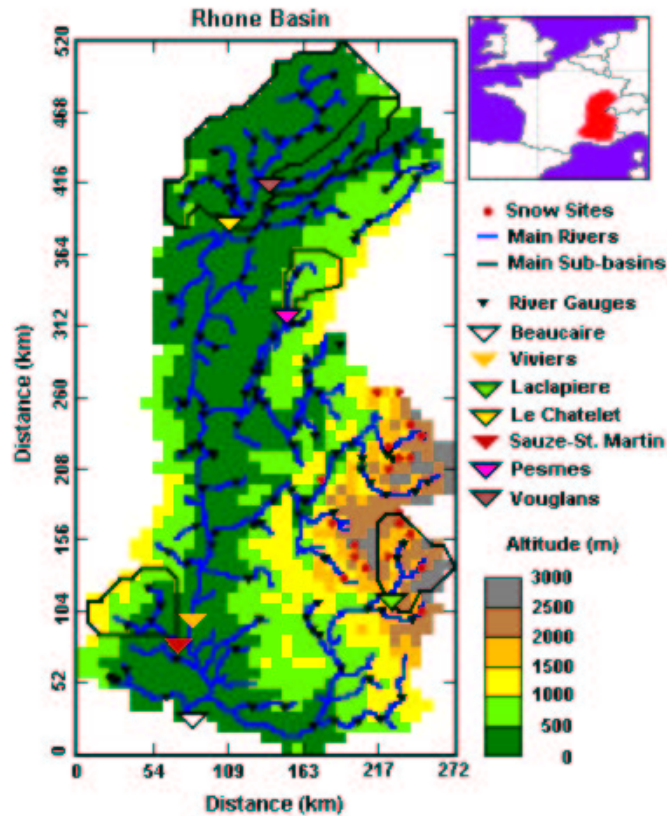 Rhone Basin
520
468
416
364
312
260
208
156
104
52
0
Distance (km)
0 54 109 163 217 272
Distance (km)
Snow Sites
Main Rivers
Main Sub-basins
River Gauges
Beaucaire
Viviers
Laclapiere
Le Chatelet
Sauze-St. Martin
Pesmes
Vouglans
Altitude (m)
3000
2500
2000
1500
1000
500
0